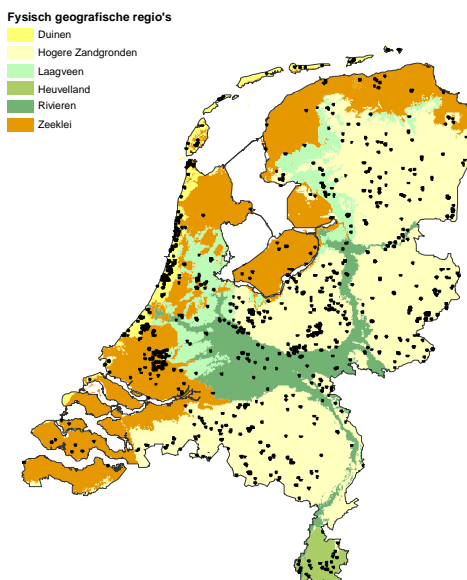 Fysisch geografische regio's
Duinen
Hogere Zandgronden
Laagveen
Heuvelland
Rivieren
Zeeklei